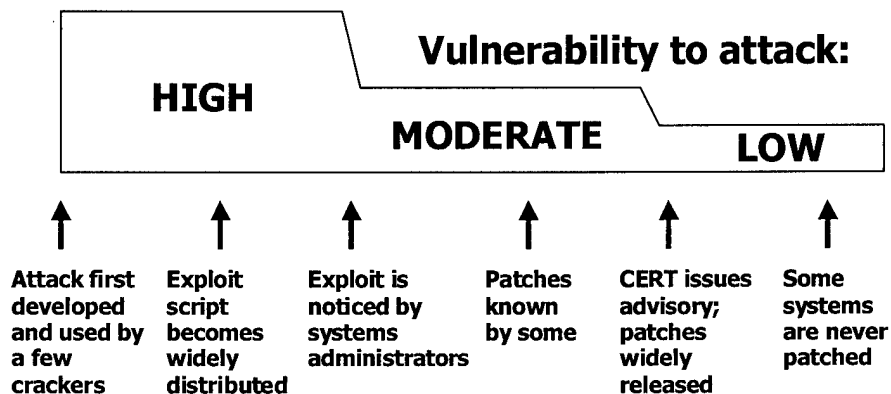 Vulnerability to attack:
HIGH
MODERATE
LOW
Attack first
developed
and used by
a few
crackers
Exploit
script
becomes
widely
distributed
Exploit is
noticed by
systems
administrators
Patches
known
by some
CERT issues
advisory;
patches
widely
released
Some
systems
are never
patched